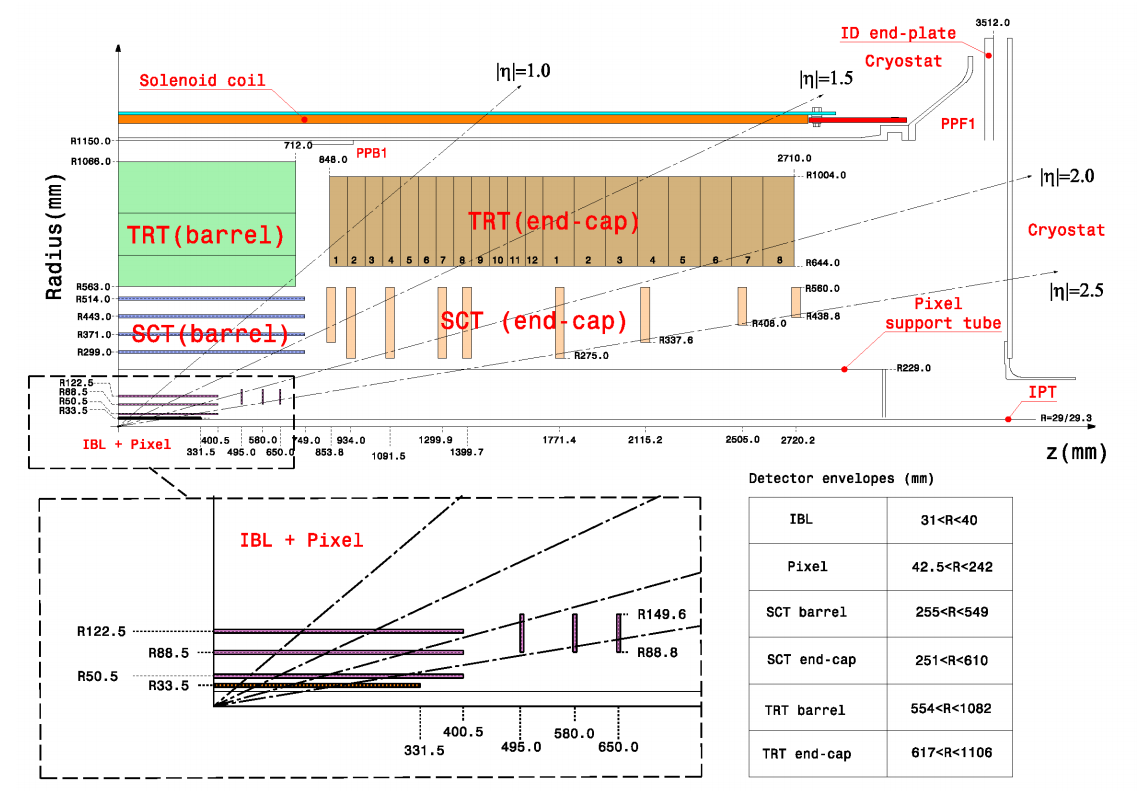 3512.0
ID end-plate
Cryostat
|η|=1.0
|η|=1.5
Solenoid coil
PPF1
R1150.0
712.0
PPB1
R1066.0
848.0
2710.0
R1004.0
|η|=2.0
Radius(mm)
TRT(barrel)
TRT(end-cap)
Cryostat
1 2 3 4 5 6 7 8 9 10 11 12 1 2 3 4 5 6 7 8
R644.0
R563.0
R560.0
|η|=2.5
R514.0
R443.0
SCT(barrel)
SCT (end-cap)
R438.8
R408.0
Pixel
support tube
R371.0
R337.6
R299.0
R275.0
R229.0
R122.5
R88.5
R50.5
R33.5
IPT
R=29/29.3
IBL + Pixel
400.5 580.0 749.0 934.0 1299.9 1771.4 2115.2 2505.0 2720.2
331.5 495.0 650.0 853.8 1091.5 1399.7
z(mm)
IBL + Pixel
R149.6
R122.5
R88.5
R88.8
R50.5
R33.5
400.5
331.5
495.0
580.0
650.0
Detector envelopes (mm)
IBL 31<R<40
Pixel 42.5<R<242
SCT barrel 255<R<549
SCT end-cap 251<R<610
TRT barrel 554<R<1082
TRT end-cap 617<R<1106